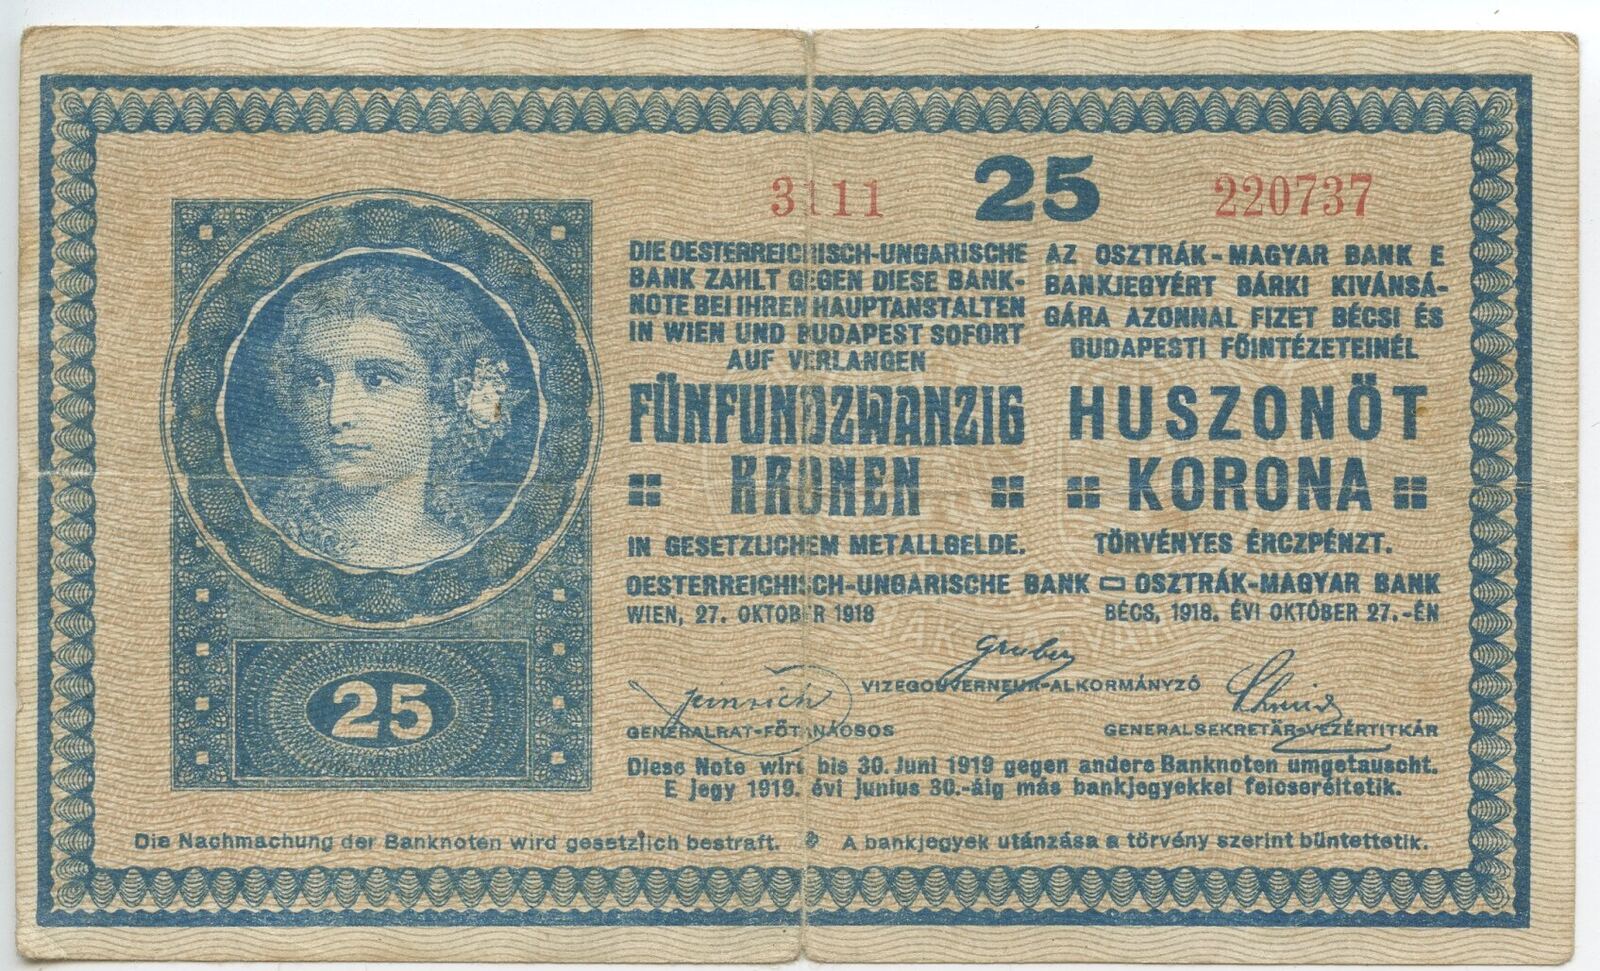 3111 25 220737
DIE OESTERREICHISCH-UNGARISCHE
BANK ZAHLT GEGEN DIESE BANK-
NOTE BEI IHREN HAUPTANSTALTEN
IN WIEN UND BUDAPEST SOFORT
AUF VERLANGEN
FÜNFUNDZWANZIG
KRONEN
IN GESETZLICHEM METALLGELDE.
AZ OSZTRÁK-MAGYAR BANK E
BANKJEGYÉRT BÁRKI KIVÁNSÁ-
GÁRA AZONNAL FIZET BÉCSI ÉS
BUDAPESTI FŐINTÉZETEINÉL
HUSZONÖT
KORONA
TÖRVÉNYES ÉRCZPÉNZT.
OESTERREICHISCH-UNGARISCHE BANK OSZTRÁK-MAGYAR BANK
WIEN, 27. OKTOBER 1918 BÉCS, 1918. ÉVI OKTÓBER 27.-ÉN
Gruber
VIZEGOUVERNEUR-ALKORMÁNYZÓ
GENERALRAT-FŐTANÁCSOS
Schmid
GENERALSEKRETÄR-VEZÉRTITKÁR
25
Diese Note wird bis 30. Juni 1919 gegen andere Banknoten umgetauscht.
E jegy 1919. évi junius 30.-áig más bankjegyekkel felcseréltetik.
Die Nachmachung der Banknoten wird gesetzlich bestraft. A bankjegyek utánzása a törvény szerint büntettetik.